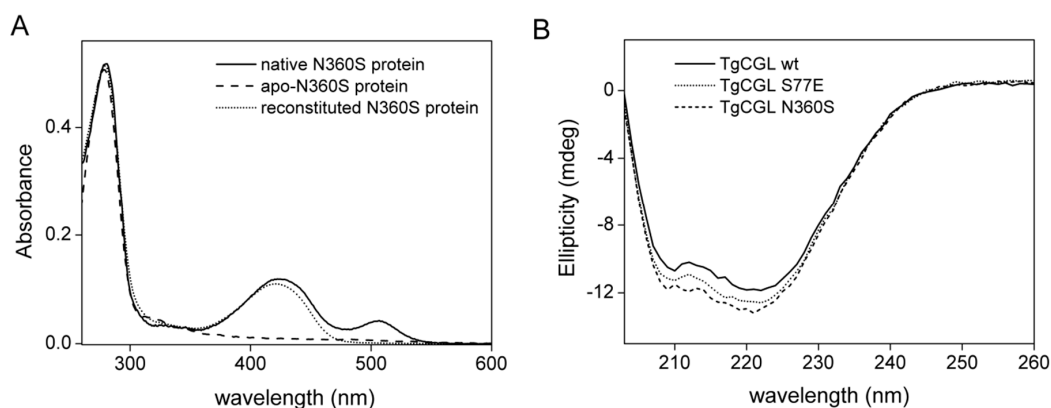 A
native N360S protein
apo-N360S protein
reconstituted N360S protein
Absorbance
0.4
0.2
0.0
300
400
500
600
wavelength (nm)
B
TgCGL wt
TgCGL S77E
TgCGL N360S
Ellipticity (mdeg)
0
-4
-8
-12
210
220
230
240
250
260
wavelength (nm)